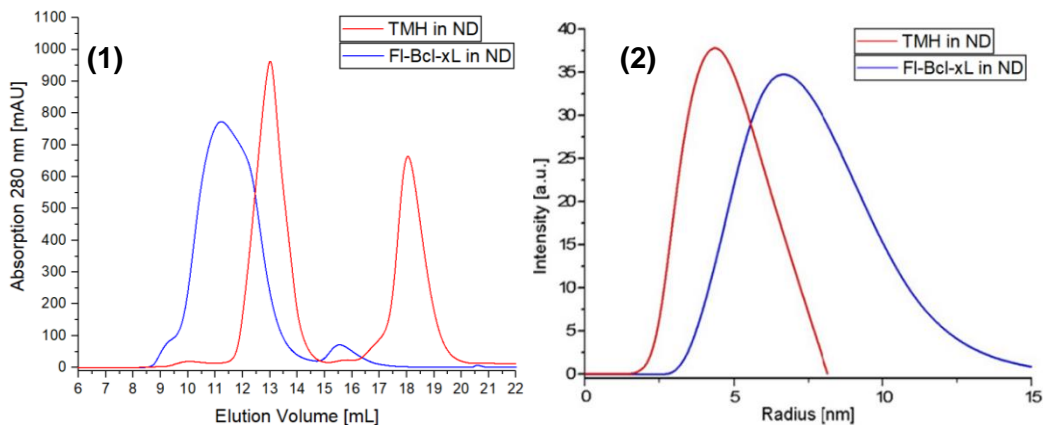 (1)
TMH in ND
Fl-Bcl-xL in ND
Absorption 280 nm [mAU]
1100
1000
900
800
700
600
500
400
300
200
100
0
6 7 8 9 10 11 12 13 14 15 16 17 18 19 20 21 22
Elution Volume [mL]
(2)
TMH in ND
Fl-Bcl-xL in ND
Intensity [a.u.]
40
35
30
25
20
15
10
5
0
0 5 10 15
Radius [nm]